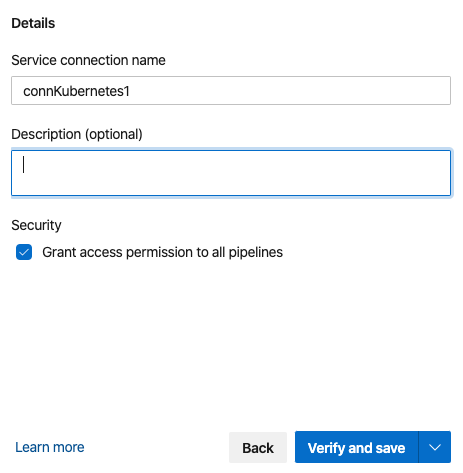 Details
Service connection name
connKubernetes1
Description (optional)
Security
Grant access permission to all pipelines
Learn more
Back
Verify and save